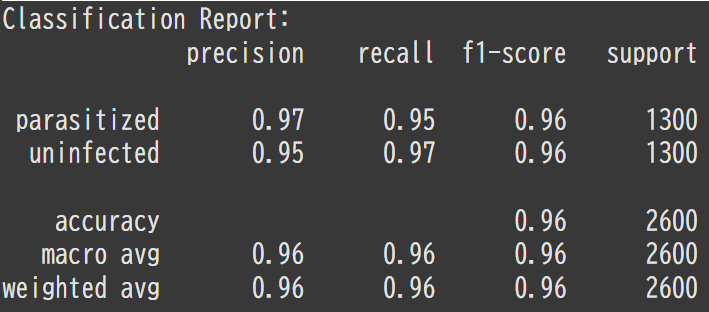 Classification Report:
precision recall f1-score support
parasitized 0.97 0.95 0.96 1300
uninfected 0.95 0.97 0.96 1300
accuracy 0.96 2600
macro avg 0.96 0.96 0.96 2600
weighted avg 0.96 0.96 0.96 2600